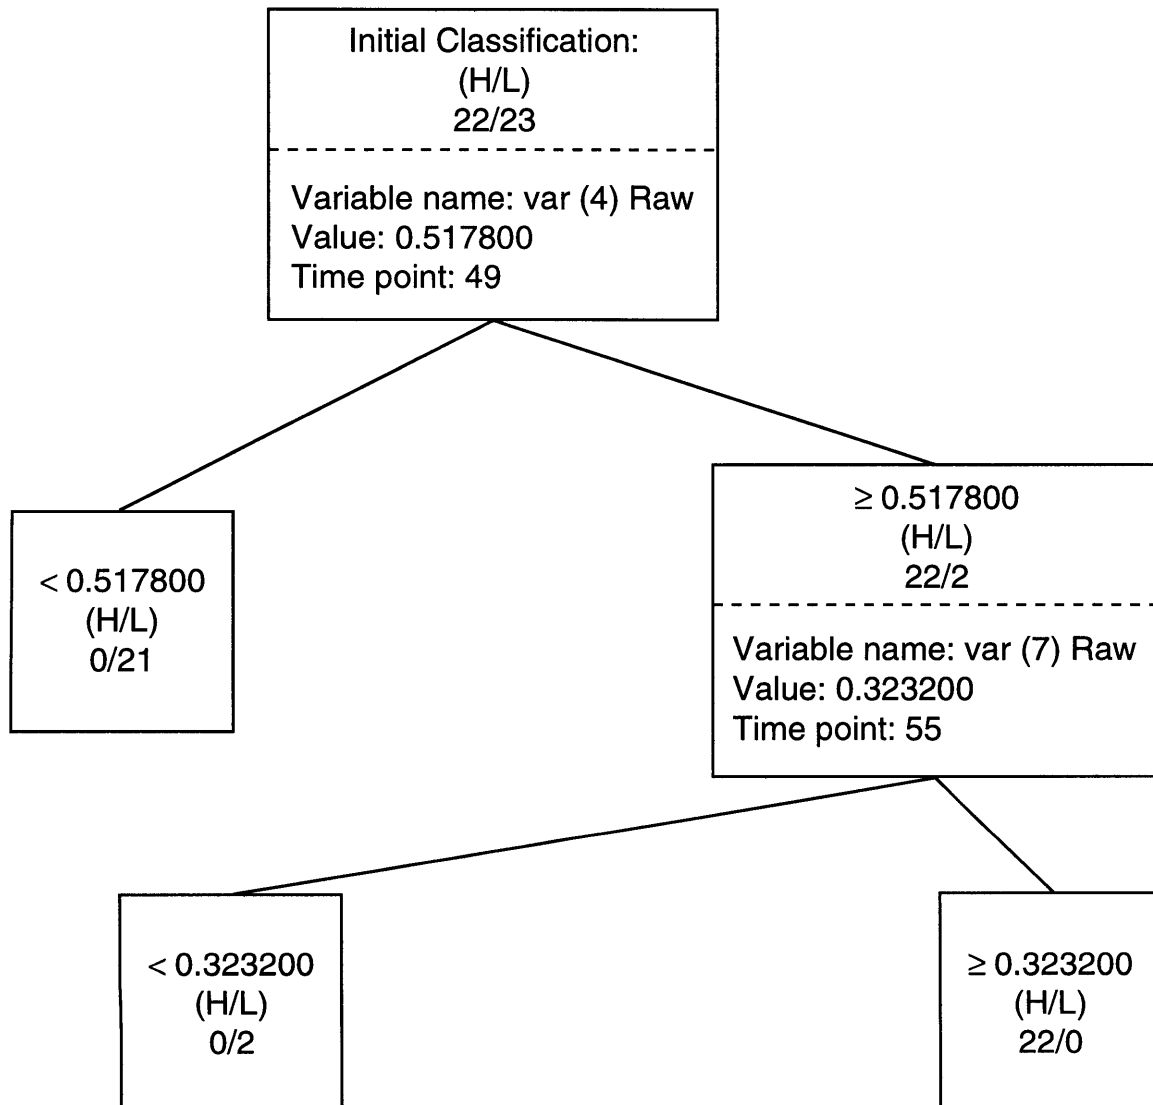 Initial Classification:
(H/L)
22/23
Variable name: var (4) Raw
Value: 0.517800
Time point: 49
< 0.517800
(H/L)
0/21
≥ 0.517800
(H/L)
22/2
Variable name: var (7) Raw
Value: 0.323200
Time point: 55
< 0.323200
(H/L)
0/2
≥ 0.323200
(H/L)
22/0